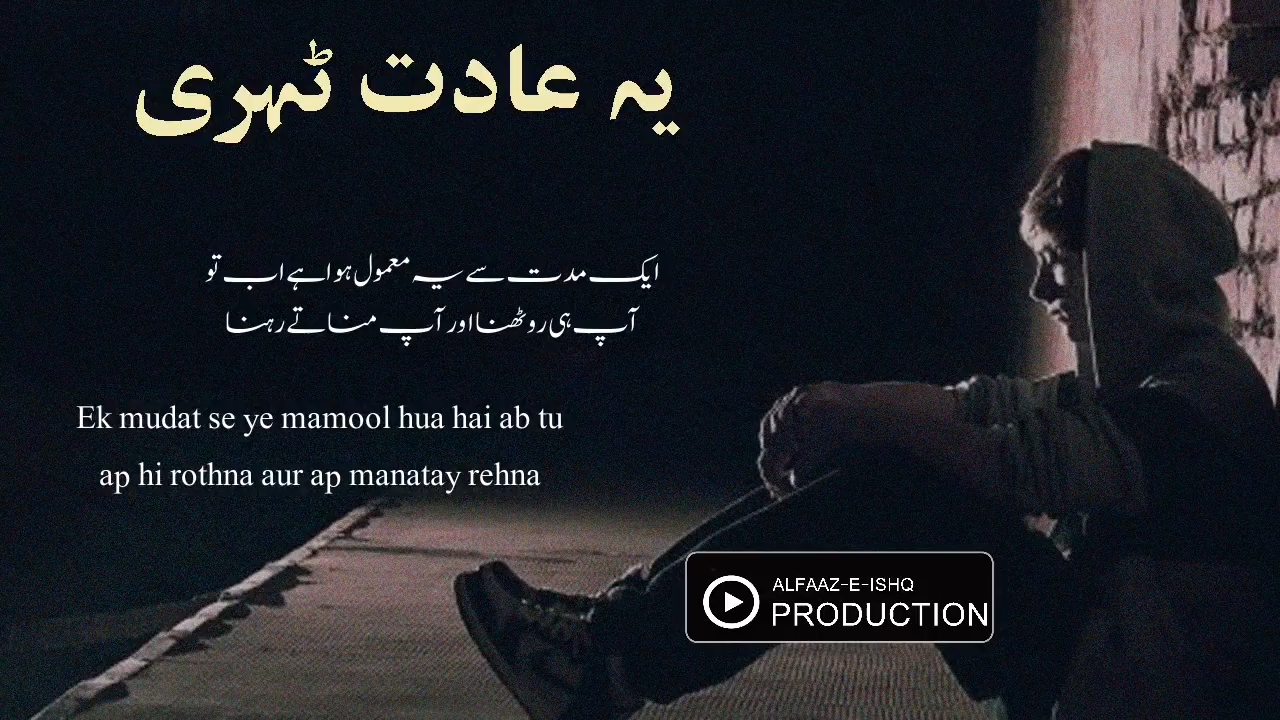 یہ عادت ٹہری
ایک مدت سے یہ معمول ہوا ہے اب تو
آپ ہی روٹھنا اور آپ مناتے رہنا
Ek mudat se ye mamool hua hai ab tu
ap hi rothna aur ap manatay rehna
ALFAAZ-E-ISHQ
PRODUCTION